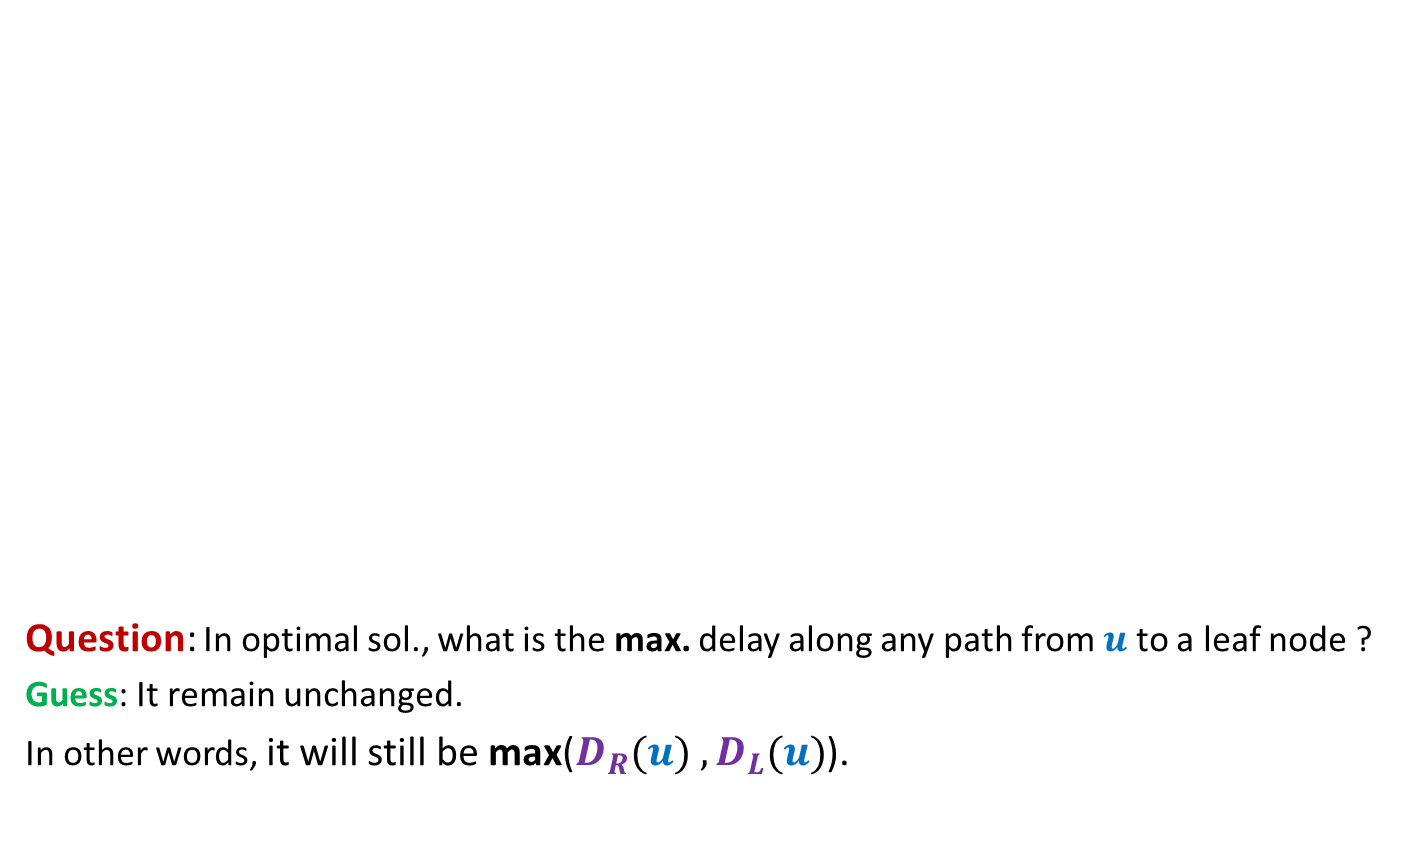 Question: In optimal sol., what is the max. delay along any path from u to a leaf node ?
Guess: It remain unchanged.
In other words, it will still be max(D_R(u) , D_L(u)).